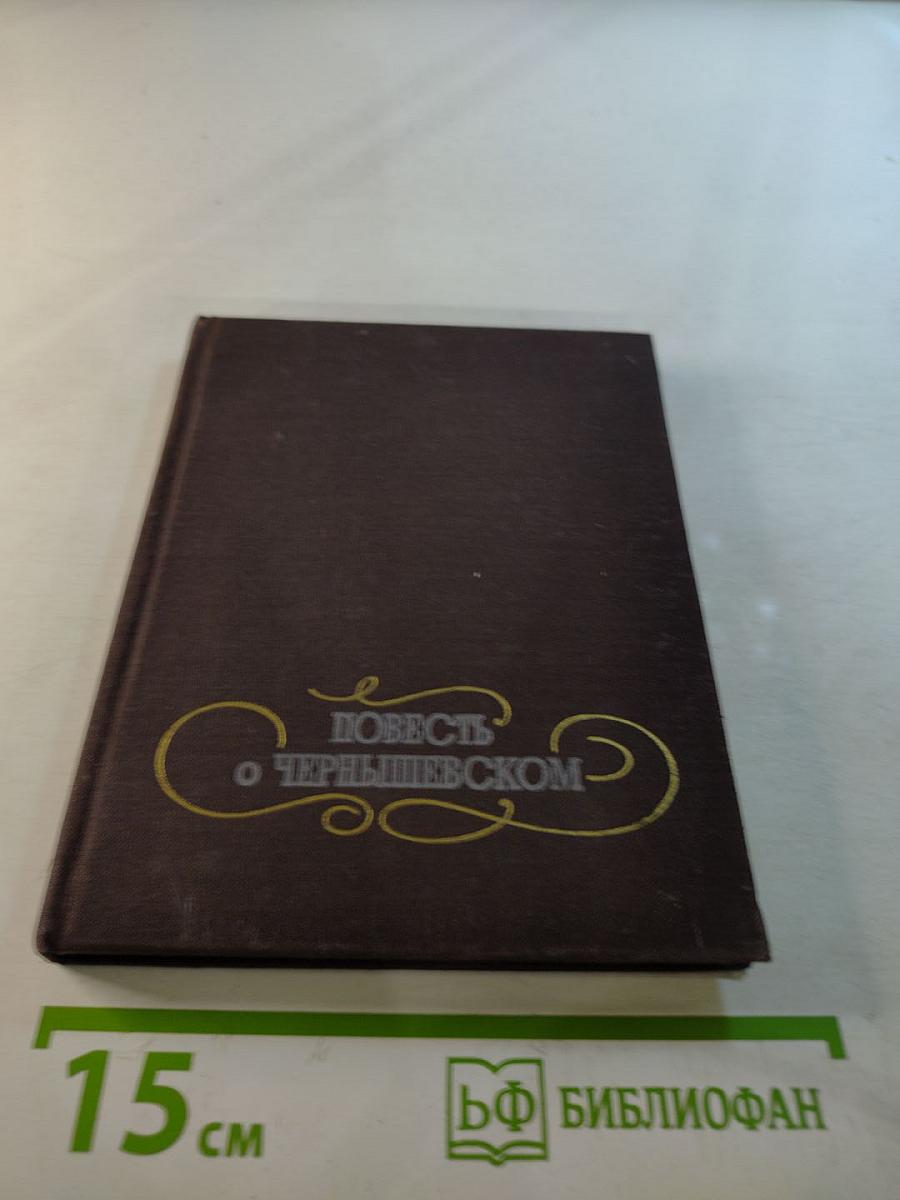 ПОВЕСТЬ
о ЧЕРНЫШЕВСКОМ
15 см
ЬФ БИБЛИОФАН